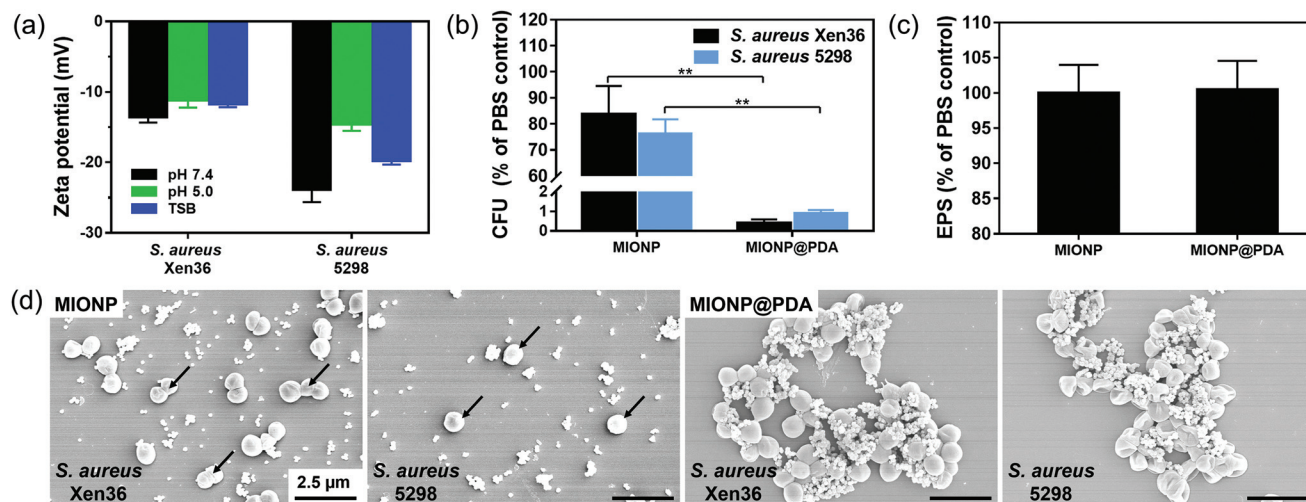 (a)
Zeta potential (mV)
0
-10
-20
-30
pH 7.4
pH 5.0
TSB
S. aureus
Xen36
S. aureus
5298
(b)
CFU (% of PBS control)
120
110
100
90
80
70
60
2
1
0
S. aureus Xen36
S. aureus 5298
**
**
MIONP
MIONP@PDA
(c)
EPS (% of PBS control)
110
105
100
95
90
85
80
MIONP
MIONP@PDA
(d)
MIONP
S. aureus
Xen36
2.5 µm
S. aureus
5298
MIONP@PDA
S. aureus
Xen36
S. aureus
5298